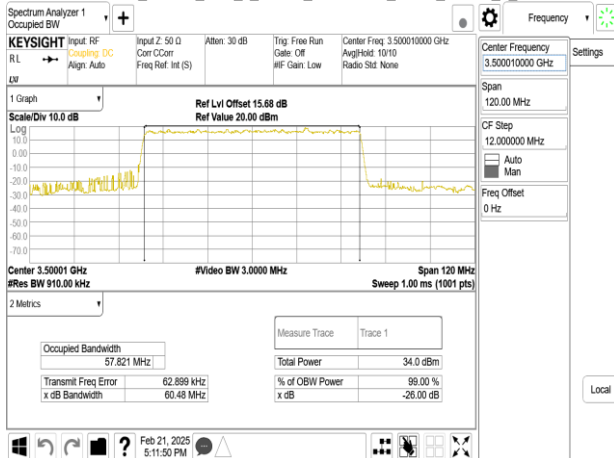 Spectrum Analyzer 1
Occupied BW
Frequency
KEYSIGHT
Input: RF
Input Z: 50 Ω
Atten: 30 dB
Trig: Free Run
Center Freq: 3.500010000 GHz
RL
Coupling: DC
Corr CCorr
Gate: Off
Avg|Hold: 10/10
Align: Auto
Freq Ref: Int (S)
#IF Gain: Low
Radio Std: None
LXI
Center Frequency
3.500010000 GHz
Settings
Span
120.00 MHz
CF Step
12.000000 MHz
Auto
Man
Freq Offset
0 Hz
Local
1 Graph
Ref Lvl Offset 15.68 dB
Scale/Div 10.0 dB
Ref Value 20.00 dBm
Log
10.0
0.00
-10.0
-20.0
-30.0
-40.0
-50.0
-60.0
-70.0
Center 3.50001 GHz
#Video BW 3.0000 MHz
Span 120 MHz
#Res BW 910.00 kHz
Sweep 1.00 ms (1001 pts)
2 Metrics
Measure Trace
Trace 1
Occupied Bandwidth
57.821 MHz
Total Power
34.0 dBm
Transmit Freq Error
62.899 kHz
% of OBW Power
99.00 %
x dB Bandwidth
60.48 MHz
x dB
-26.00 dB
?
Feb 21, 2025
5:11:50 PM